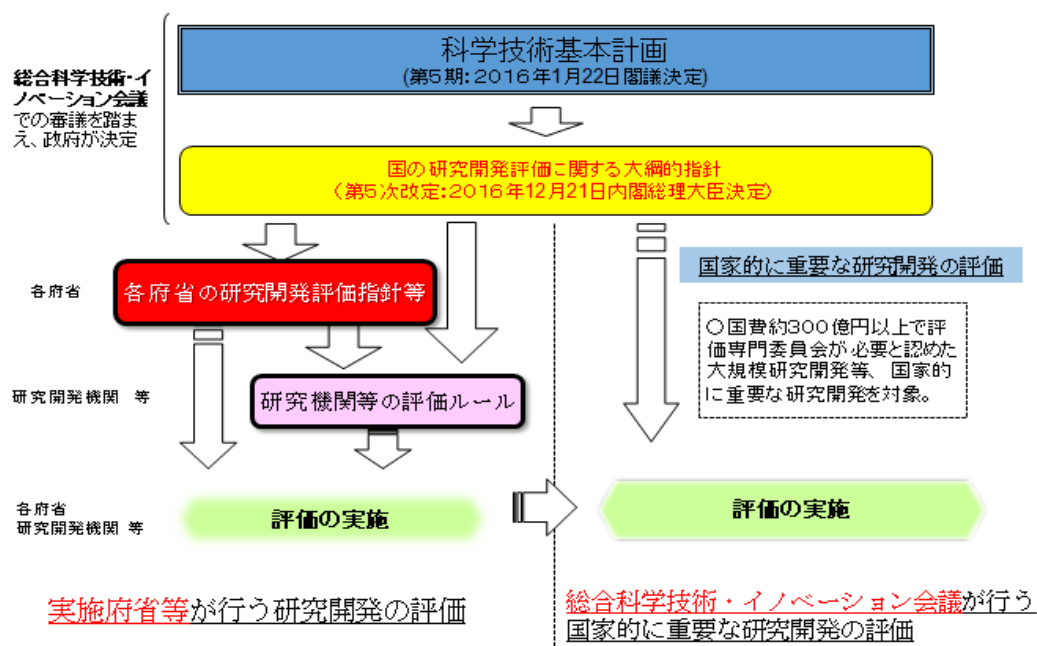 科学技術基本計画
(第5期:2016年1月22日閣議決定)
総合科学技術・イ
ノベーション会議
での審議を踏ま
え、政府が決定
国の研究開発評価に関する大綱的指針
(第5次改定:2016年12月21日内閣総理大臣決定)
国家的に重要な研究開発の評価
各府省
各府省の研究開発評価指針等
○国費約300億円以上で評
価専門委員会が必要と認めた
大規模研究開発等、国家的
に重要な研究開発を対象。
研究開発機関 等
研究機関等の評価ルール
各府省
研究開発機関 等
評価の実施
評価の実施
実施府省等が行う研究開発の評価
総合科学技術・イノベーション会議が行う
国家的に重要な研究開発の評価